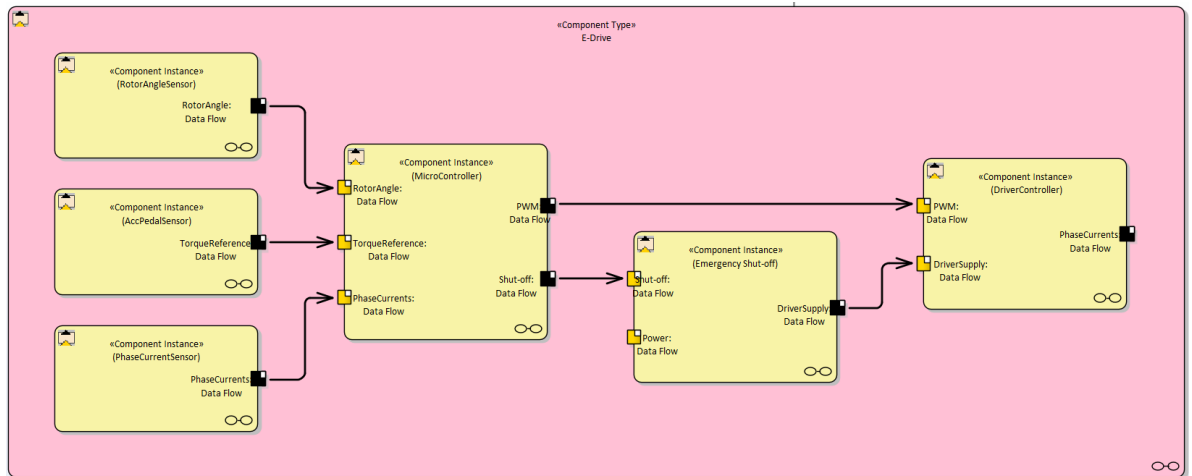 «Component Type»
E-Drive
«Component Instance»
(RotorAngleSensor)
RotorAngle:
Data Flow
«Component Instance»
(AccPedalSensor)
TorqueReference
Data Flow
«Component Instance»
(PhaseCurrentSensor)
PhaseCurrents:
Data Flow
«Component Instance»
(MicroController)
RotorAngle:
Data Flow
TorqueReference:
Data Flow
PhaseCurrents:
Data Flow
PWM:
Data Flow
Shut-off:
Data Flow
«Component Instance»
(Emergency Shut-off)
Shut-off:
Data Flow
Power:
Data Flow
DriverSupply
Data Flow
«Component Instance»
(DriverController)
PWM:
Data Flow
DriverSupply:
Data Flow
PhaseCurrents
Data Flow